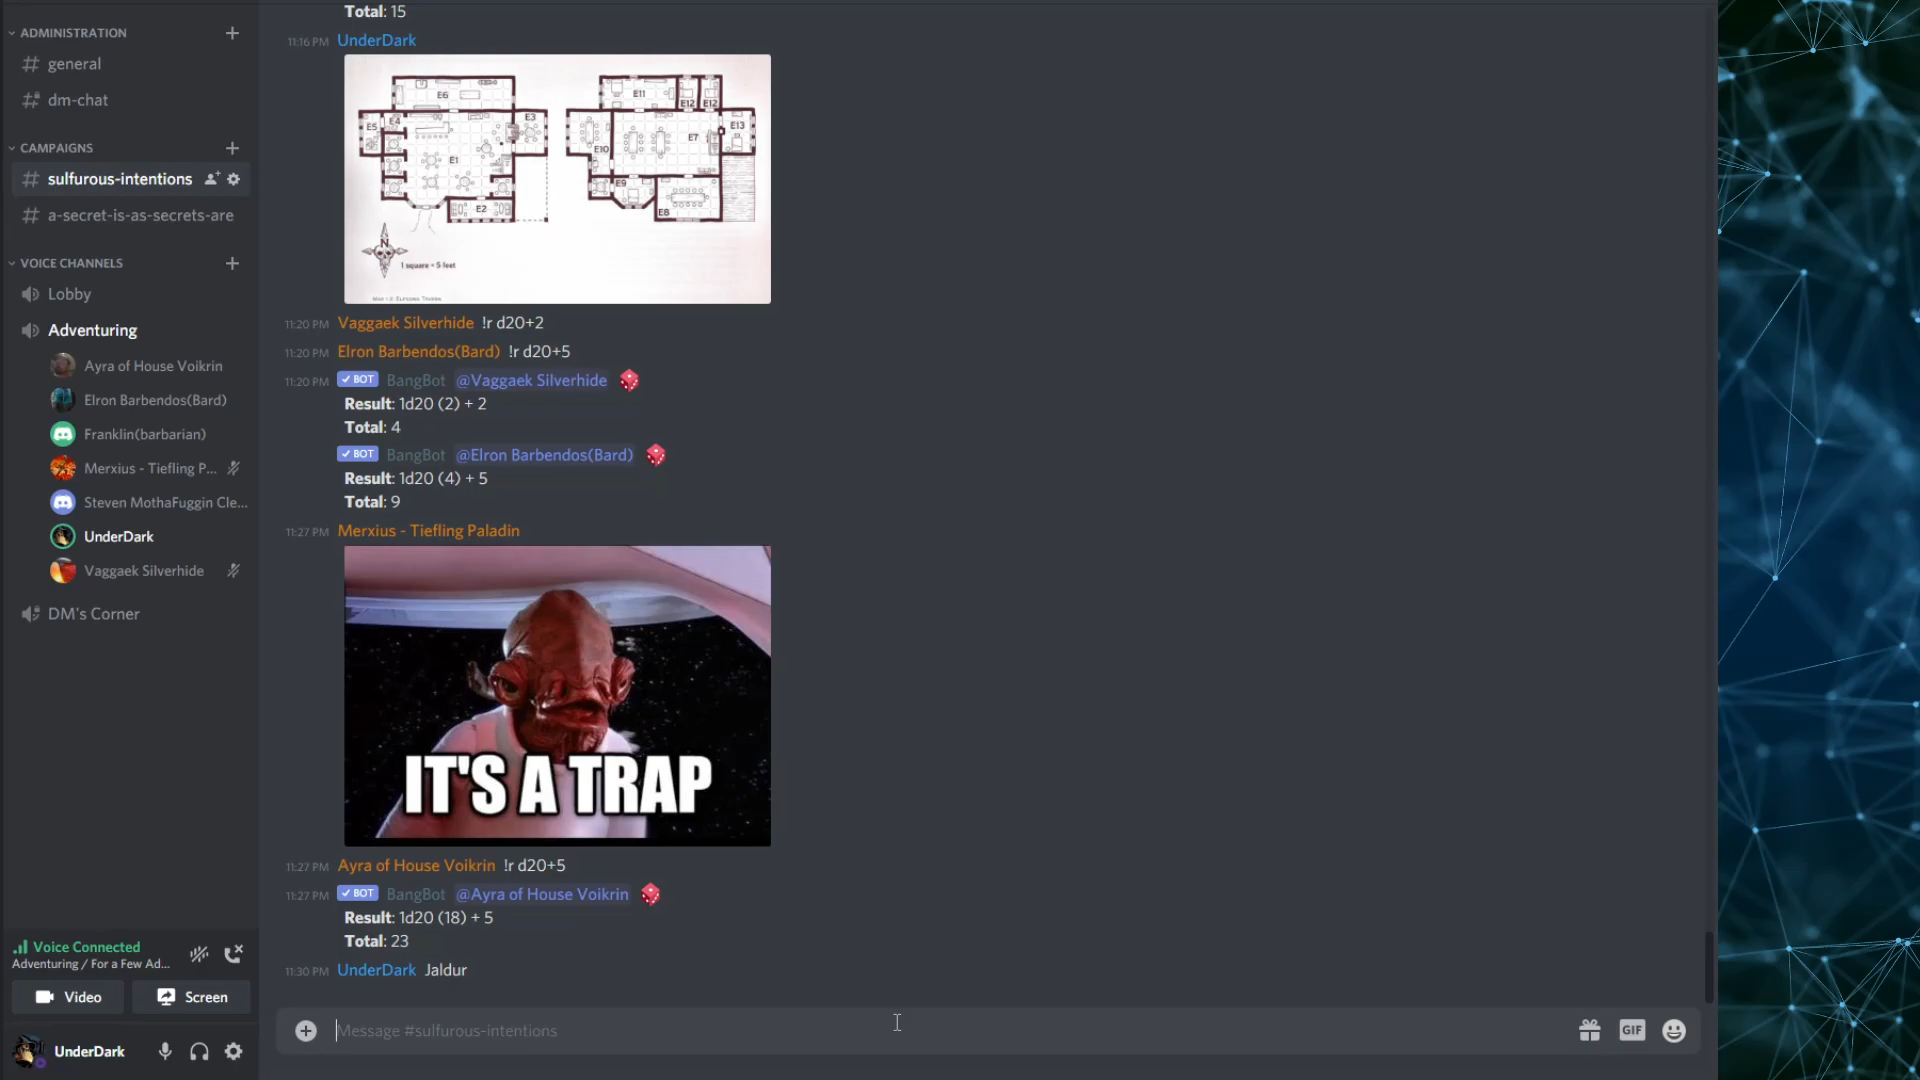 ADMINISTRATION
general
dm-chat
CAMPAIGNS
sulfurous-intentions
a-secret-is-as-secrets-are
VOICE CHANNELS
Lobby
Adventuring
Ayra of House Voikrin
Elron Barbendos(Bard)
Franklin(barbarian)
Merxius - Tiefling P...
Steven MothaFuggin Cle...
UnderDark
Vaggaek Silverhide
DM's Corner
Voice Connected
Adventuring / For a Few Ad...
Video
Screen
UnderDark
Total: 15
11:16 PM UnderDark
E6
E5
E4
E3
E1
E2
E11
E12
E12
E13
E7
E10
E9
E8
N
1 square = 5 feet
11:20 PM Vaggaek Silverhide !r d20+2
11:20 PM Elron Barbendos(Bard) !r d20+5
11:20 PM BOT BangBot @Vaggaek Silverhide
Result: 1d20 (2) + 2
Total: 4
BOT BangBot @Elron Barbendos(Bard)
Result: 1d20 (4) + 5
Total: 9
11:27 PM Merxius - Tiefling Paladin
IT'S A TRAP
11:27 PM Ayra of House Voikrin !r d20+5
11:27 PM BOT BangBot @Ayra of House Voikrin
Result: 1d20 (18) + 5
Total: 23
11:30 PM UnderDark Jaldur
Message #sulfurous-intentions
GIF